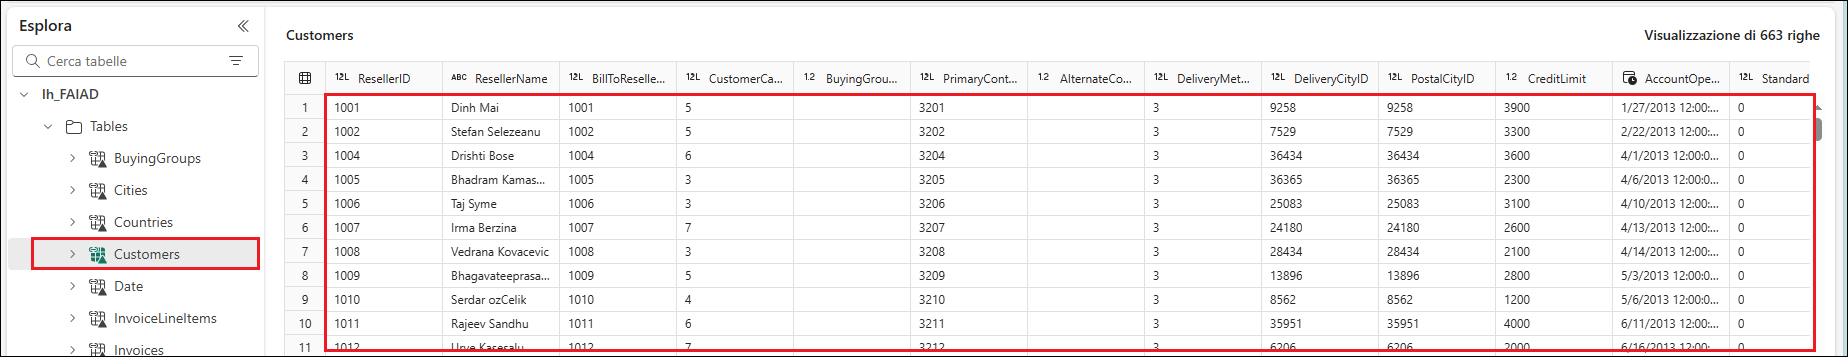 Esplora
Cerca tabelle
lh_FAIAD
Tables
BuyingGroups
Cities
Countries
Customers
Date
InvoiceLineItems
Invoices
Customers
Visualizzazione di 663 righe
12L ResellerID ABC ResellerName 12L BillToReselle... 12L CustomerCa... 1.2 BuyingGrou... 12L PrimaryCont... 1.2 AlternateCo... 12L DeliveryMet... 12L DeliveryCityID 12L PostalCityID 1.2 CreditLimit AccountOpe... 12L Standard
1 1001 Dinh Mai 1001 5 3201 3 9258 9258 3900 1/27/2013 12:00:... 0
2 1002 Stefan Selezeanu 1002 5 3202 3 7529 7529 3300 2/22/2013 12:00:... 0
3 1004 Drishti Bose 1004 6 3204 3 36434 36434 3600 4/1/2013 12:00:0... 0
4 1005 Bhadram Kamas... 1005 3 3205 3 36365 36365 2300 4/6/2013 12:00:0... 0
5 1006 Taj Syme 1006 3 3206 3 25083 25083 3100 4/10/2013 12:00:... 0
6 1007 Irma Berzina 1007 7 3207 3 24180 24180 2600 4/13/2013 12:00:... 0
7 1008 Vedrana Kovacevic 1008 3 3208 3 28434 28434 2100 4/14/2013 12:00:... 0
8 1009 Bhagavateeprasa... 1009 5 3209 3 13896 13896 2800 5/3/2013 12:00:0... 0
9 1010 Serdar ozCelik 1010 4 3210 3 8562 8562 1200 5/6/2013 12:00:0... 0
10 1011 Rajeev Sandhu 1011 6 3211 3 35951 35951 4000 6/11/2013 12:00:... 0
11 1012 Urve Kasesalu 1012 7 3212 3 6206 6206 2000 6/16/2013 12:00:... 0